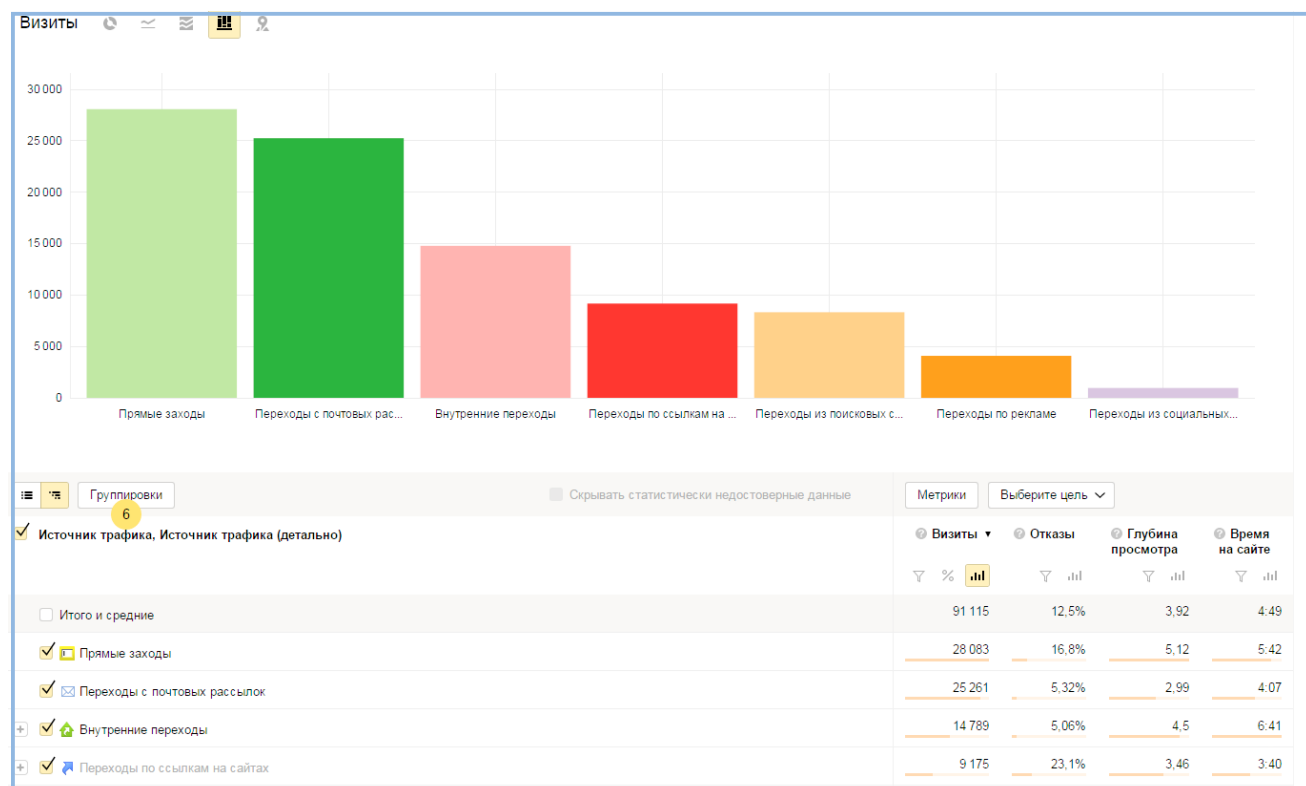 Визиты
30 000
25 000
20 000
15 000
10 000
5 000
0
Прямые заходы Переходы с почтовых рас... Внутренние переходы Переходы по ссылкам на ... Переходы из поисковых с... Переходы по рекламе Переходы из социальных...
Группировки Скрывать статистически недостоверные данные Метрики Выберите цель
6
Источник трафика, Источник трафика (детально) Визиты ▼ Отказы Глубина просмотра Время на сайте
%
Итого и средние 91 115 12,5% 3,92 4:49
Прямые заходы 28 083 16,8% 5,12 5:42
Переходы с почтовых рассылок 25 261 5,32% 2,99 4:07
+ Внутренние переходы 14 789 5,06% 4,5 6:41
+ Переходы по ссылкам на сайтах 9 175 23,1% 3,46 3:40